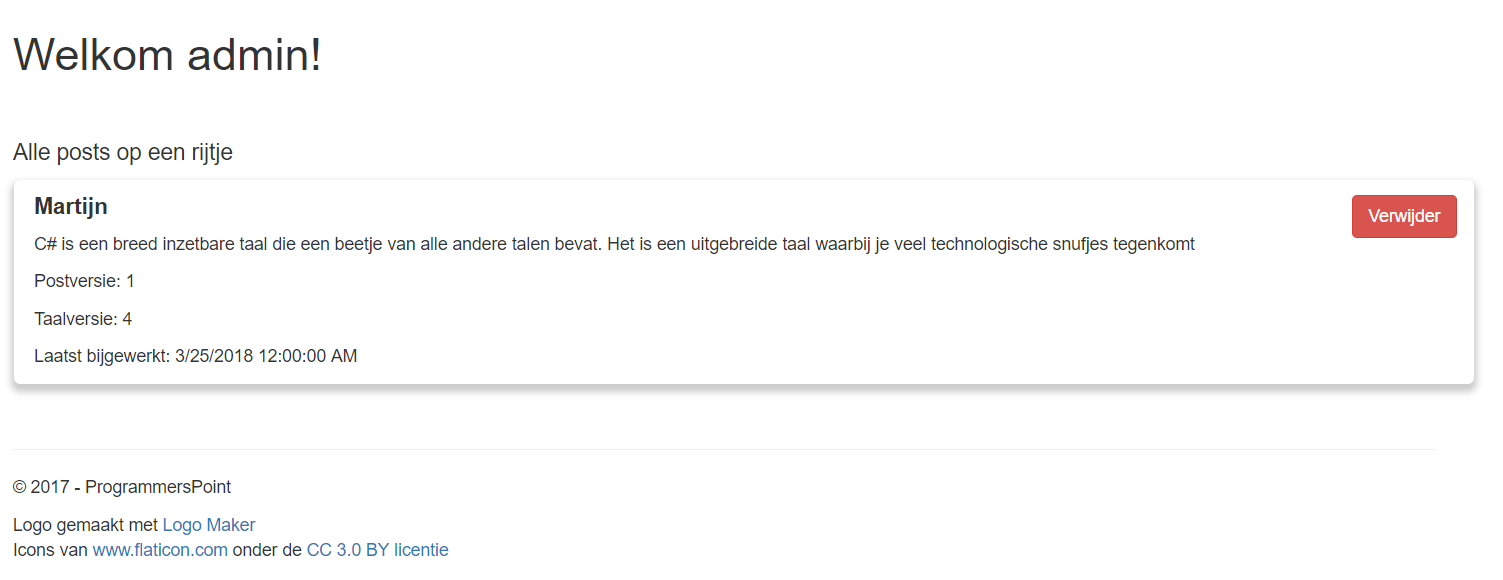 Welkom admin!
Alle posts op een rijtje
Martijn
Verwijder
C# is een breed inzetbare taal die een beetje van alle andere talen bevat. Het is een uitgebreide taal waarbij je veel technologische snufjes tegenkomt
Postversie: 1
Taalversie: 4
Laatst bijgewerkt: 3/25/2018 12:00:00 AM
© 2017 - ProgrammersPoint
Logo gemaakt met Logo Maker
Icons van www.flaticon.com onder de CC 3.0 BY licentie